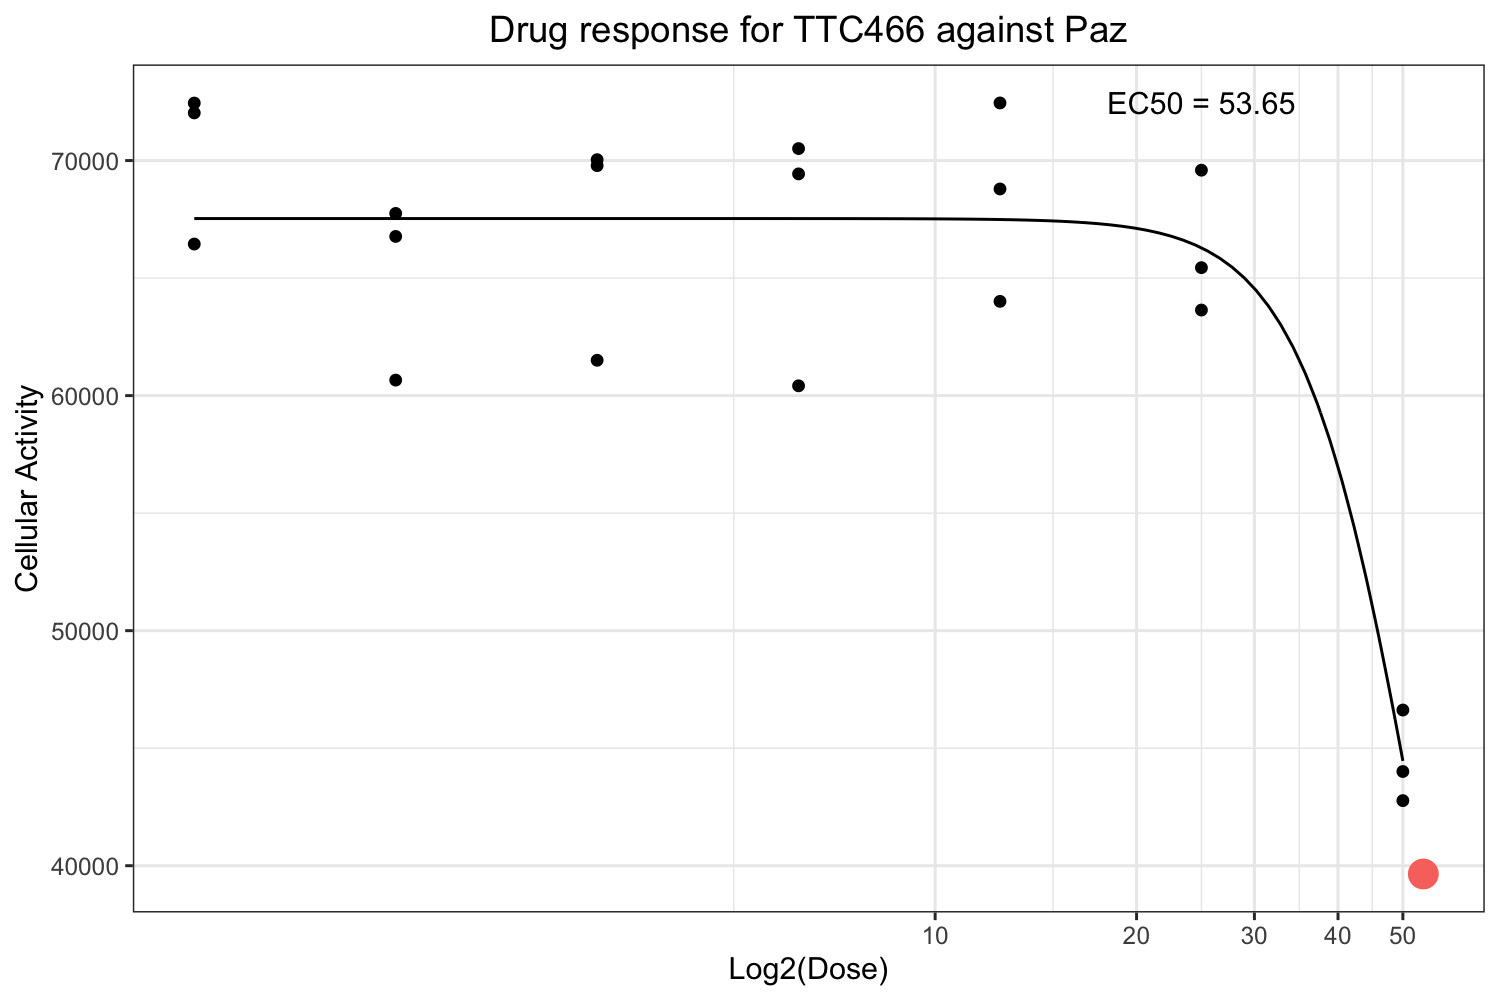 Drug response for TTC466 against Paz
EC50 = 53.65
Cellular Activity
70000
60000
50000
40000
10 20 30 40 50
Log2(Dose)